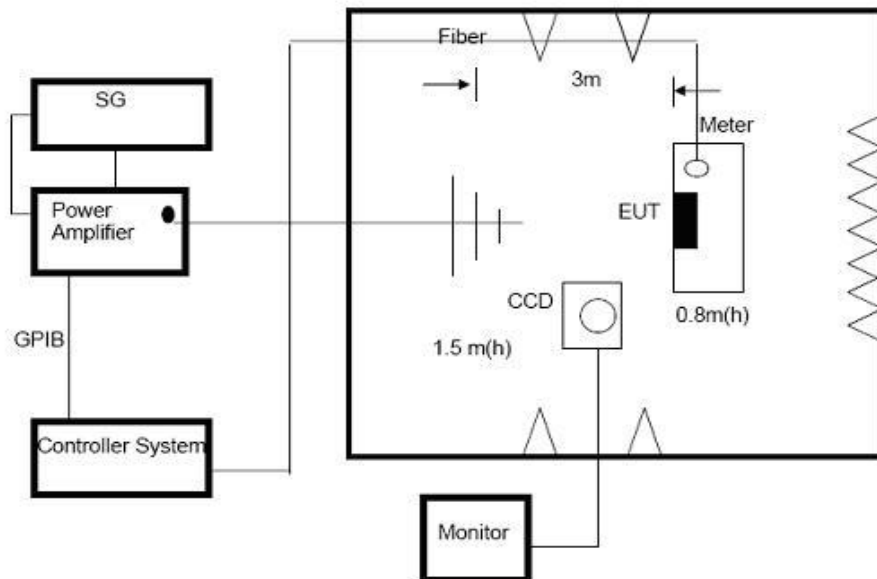 Fiber
3m
SG
Meter
Power
Amplifier
EUT
CCD
0.8m(h)
GPIB
1.5 m(h)
Controller System
Monitor